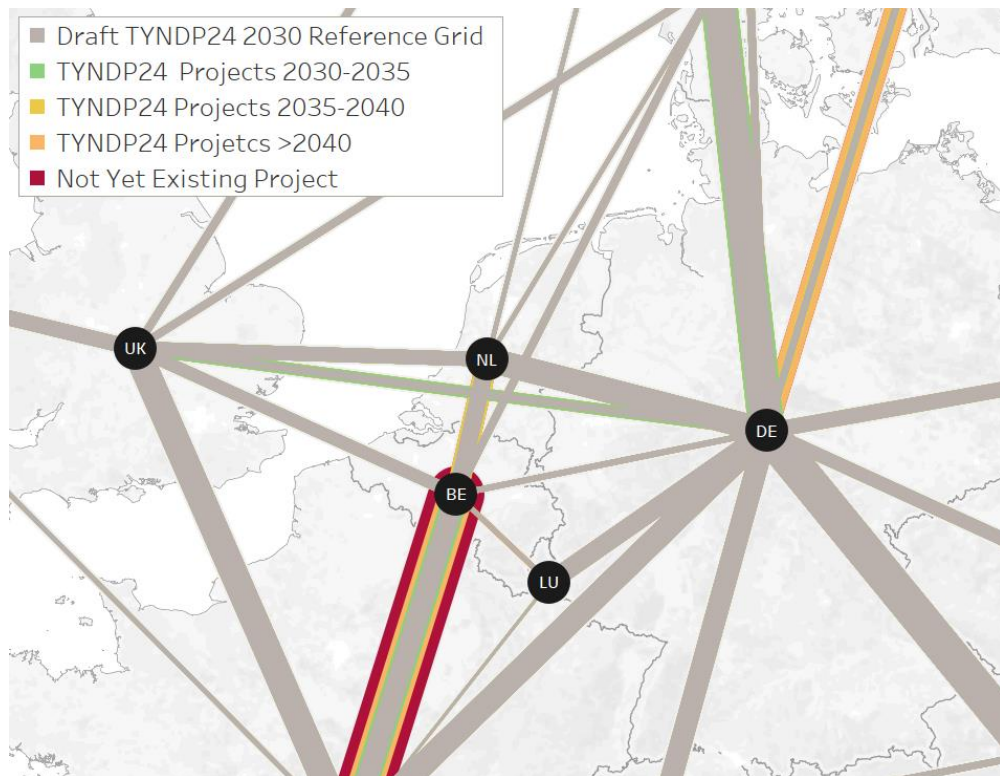 Draft TYNDP24 2030 Reference Grid
TYNDP24 Projects 2030-2035
TYNDP24 Projects 2035-2040
TYNDP24 Projetcs >2040
Not Yet Existing Project
UK
NL
DE
BE
LU